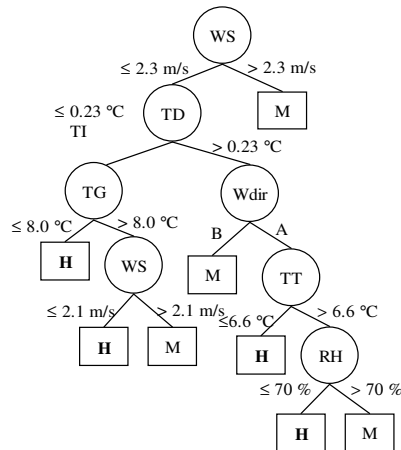 WS
≤ 2.3 m/s > 2.3 m/s
≤ 0.23 ℃ TD M
TI
> 0.23 ℃
TG Wdir
≤ 8.0 ℃ > 8.0 ℃ B A
H WS M TT
≤ 2.1 m/s > 2.1 m/s ≤6.6 ℃ > 6.6 ℃
H M H RH
≤ 70 % > 70 %
H M